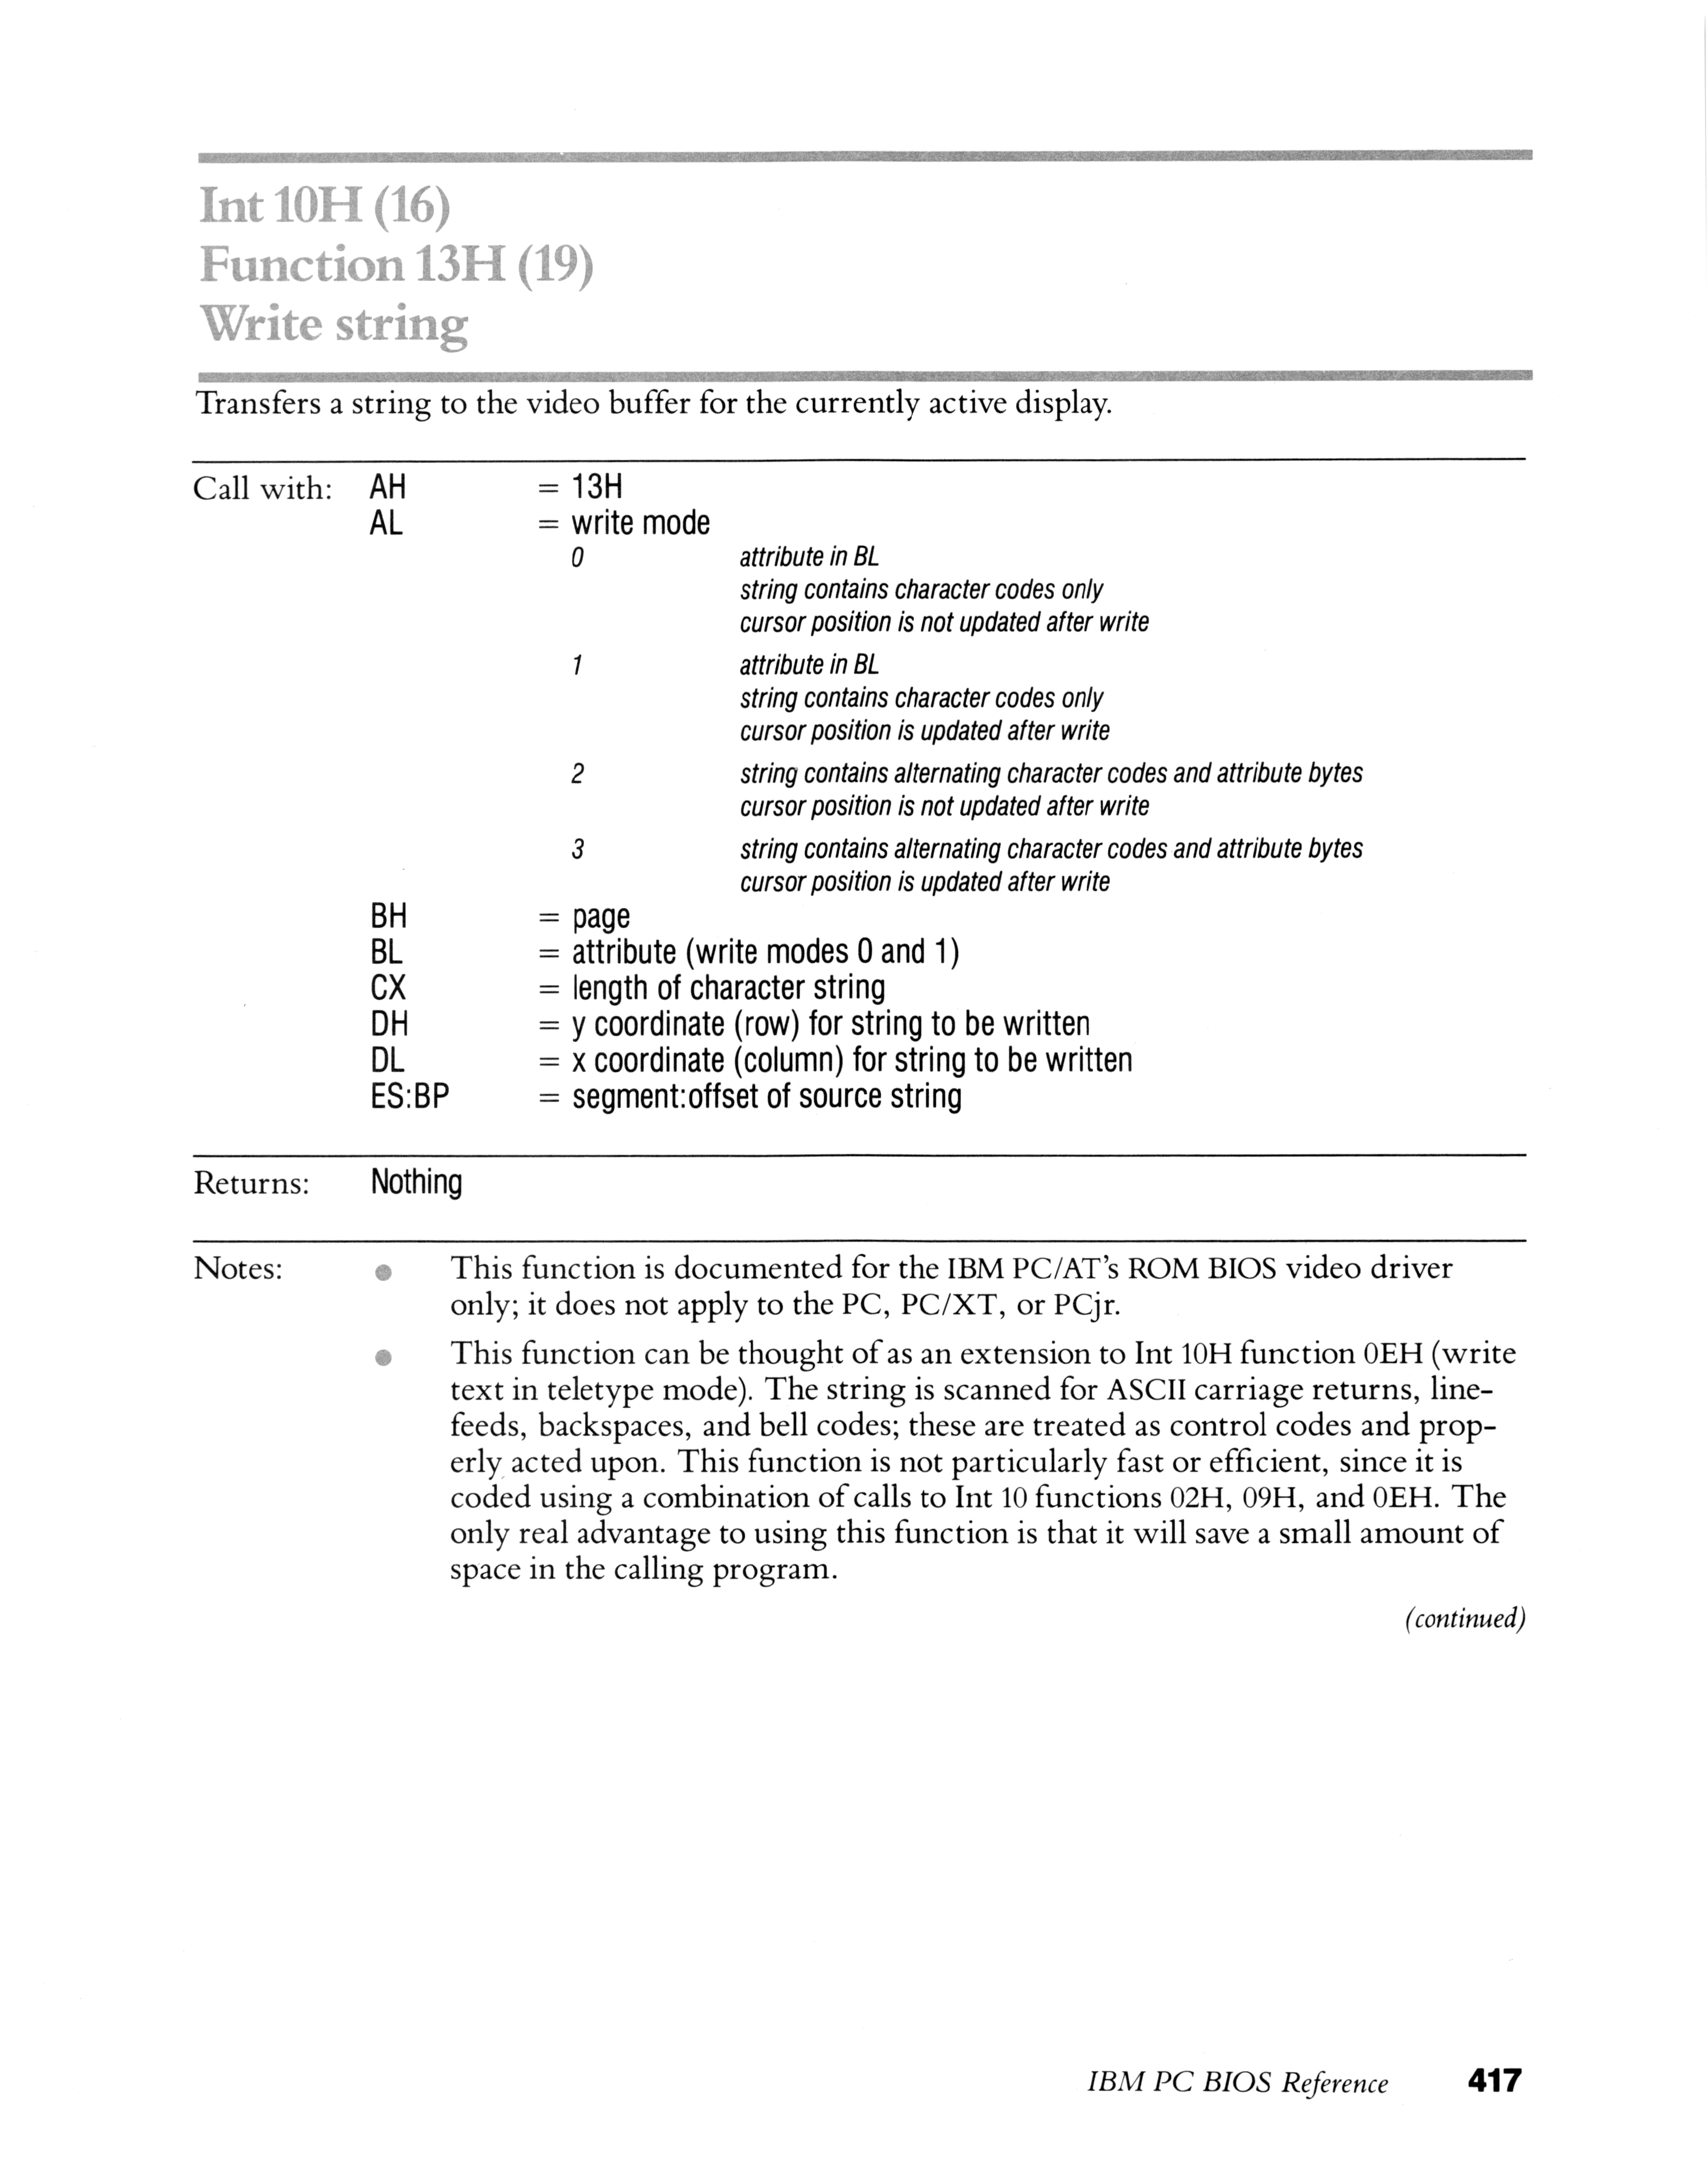 Int 10H (16)
Function 13H (19)
Write string
Transfers a string to the video buffer for the currently active display.
Call with: AH = 13H
AL = write mode
0 attribute in BL
string contains character codes only
cursor position is not updated after write
1 attribute in BL
string contains character codes only
cursor position is updated after write
2 string contains alternating character codes and attribute bytes
cursor position is not updated after write
3 string contains alternating character codes and attribute bytes
cursor position is updated after write
BH = page
BL = attribute (write modes 0 and 1)
CX = length of character string
DH = y coordinate (row) for string to be written
DL = x coordinate (column) for string to be written
ES:BP = segment:offset of source string
Returns: Nothing
Notes: ● This function is documented for the IBM PC/AT's ROM BIOS video driver
only; it does not apply to the PC, PC/XT, or PCjr.
● This function can be thought of as an extension to Int 10H function 0EH (write
text in teletype mode). The string is scanned for ASCII carriage returns, line-
feeds, backspaces, and bell codes; these are treated as control codes and prop-
erly acted upon. This function is not particularly fast or efficient, since it is
coded using a combination of calls to Int 10 functions 02H, 09H, and 0EH. The
only real advantage to using this function is that it will save a small amount of
space in the calling program.
(continued)
IBM PC BIOS Reference 417